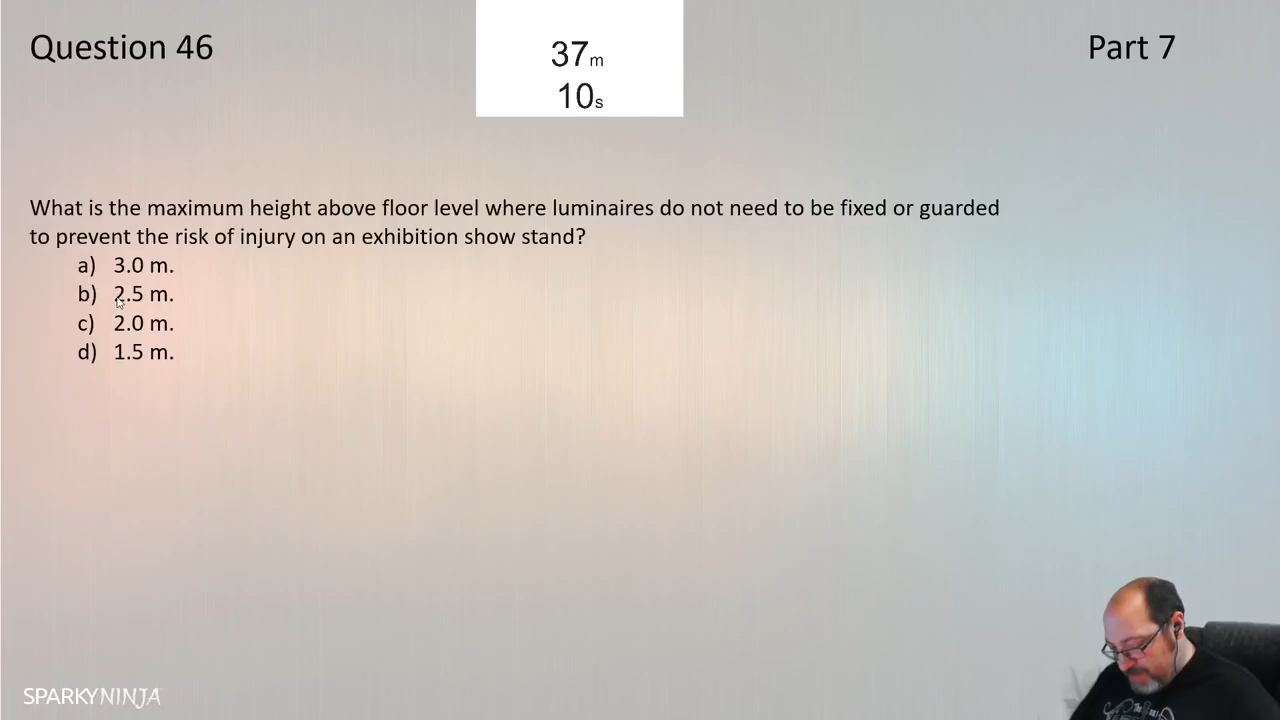 Question 46
37m
10s
Part 7
What is the maximum height above floor level where luminaires do not need to be fixed or guarded
to prevent the risk of injury on an exhibition show stand?
a) 3.0 m.
b) 2.5 m.
c) 2.0 m.
d) 1.5 m.
SPARKYNINJA